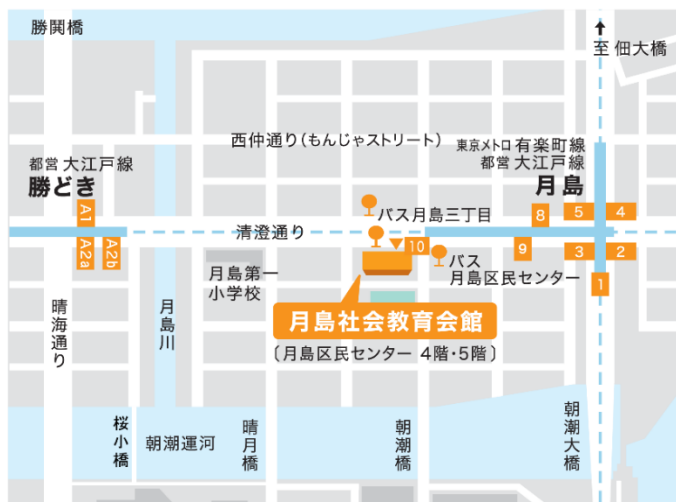 勝鬨橋
至 佃大橋
西仲通り(もんじゃストリート)
東京メトロ 有楽町線
都営 大江戸線
月島
都営 大江戸線
勝どき
A1
A2a
A2b
清澄通り
バス月島三丁目
10
バス
月島区民センター
8
5
4
9
3
2
1
月島第一
小学校
月島社会教育会館
〔月島区民センター 4階・5階〕
晴海通り
月島川
桜小橋
朝潮運河
晴月橋
朝潮橋
朝潮大橋